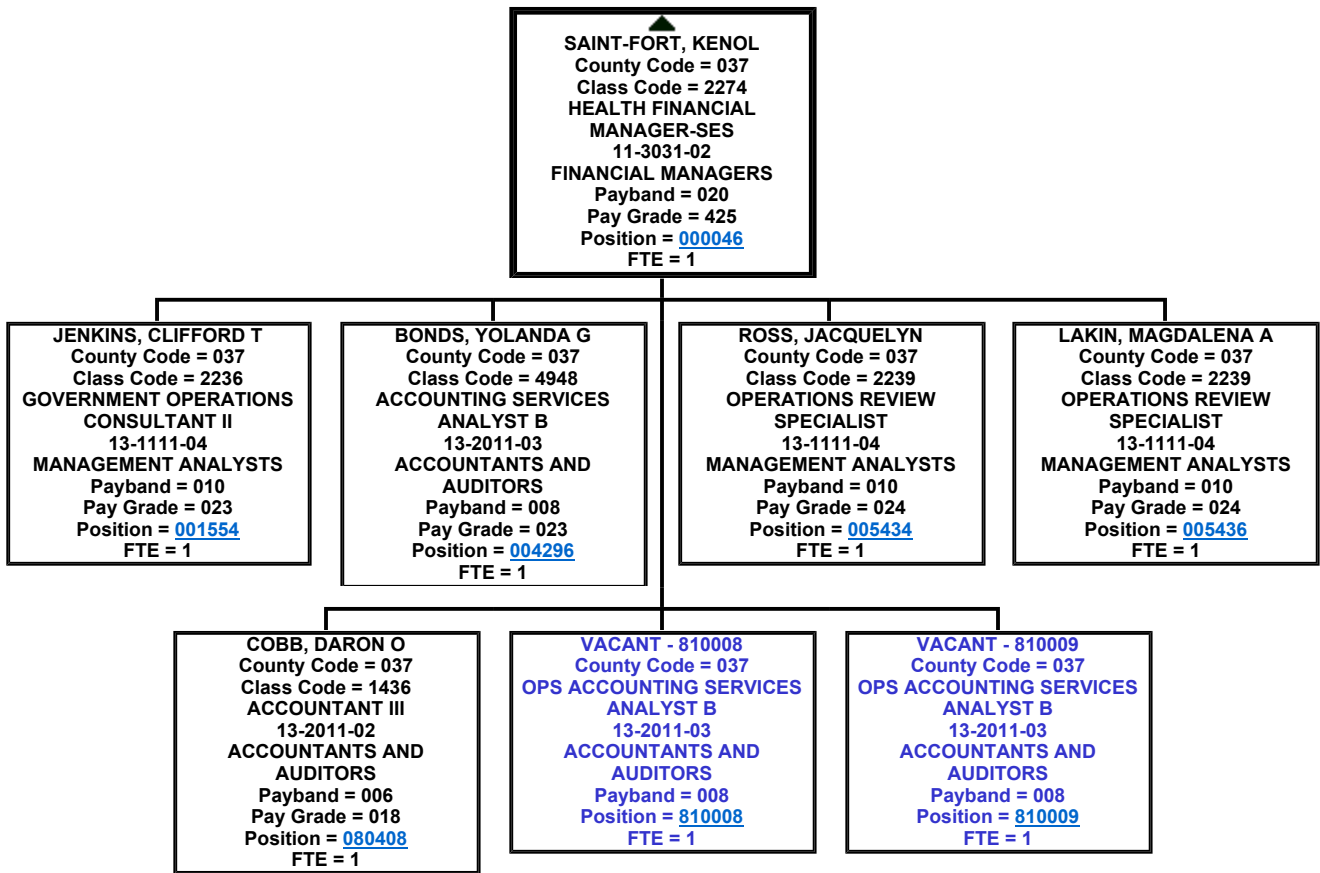 SAINT-FORT, KENOL
County Code = 037
Class Code = 2274
HEALTH FINANCIAL
MANAGER-SES
11-3031-02
FINANCIAL MANAGERS
Payband = 020
Pay Grade = 425
Position = 000046
FTE = 1
JENKINS, CLIFFORD T
County Code = 037
Class Code = 2236
GOVERNMENT OPERATIONS
CONSULTANT II
13-1111-04
MANAGEMENT ANALYSTS
Payband = 010
Pay Grade = 023
Position = 001554
FTE = 1
BONDS, YOLANDA G
County Code = 037
Class Code = 4948
ACCOUNTING SERVICES
ANALYST B
13-2011-03
ACCOUNTANTS AND
AUDITORS
Payband = 008
Pay Grade = 023
Position = 004296
FTE = 1
ROSS, JACQUELYN
County Code = 037
Class Code = 2239
OPERATIONS REVIEW
SPECIALIST
13-1111-04
MANAGEMENT ANALYSTS
Payband = 010
Pay Grade = 024
Position = 005434
FTE = 1
LAKIN, MAGDALENA A
County Code = 037
Class Code = 2239
OPERATIONS REVIEW
SPECIALIST
13-1111-04
MANAGEMENT ANALYSTS
Payband = 010
Pay Grade = 024
Position = 005436
FTE = 1
COBB, DARON O
County Code = 037
Class Code = 1436
ACCOUNTANT III
13-2011-02
ACCOUNTANTS AND
AUDITORS
Payband = 006
Pay Grade = 018
Position = 080408
FTE = 1
VACANT - 810008
County Code = 037
OPS ACCOUNTING SERVICES
ANALYST B
13-2011-03
ACCOUNTANTS AND
AUDITORS
Payband = 008
Position = 810008
FTE = 1
VACANT - 810009
County Code = 037
OPS ACCOUNTING SERVICES
ANALYST B
13-2011-03
ACCOUNTANTS AND
AUDITORS
Payband = 008
Position = 810009
FTE = 1